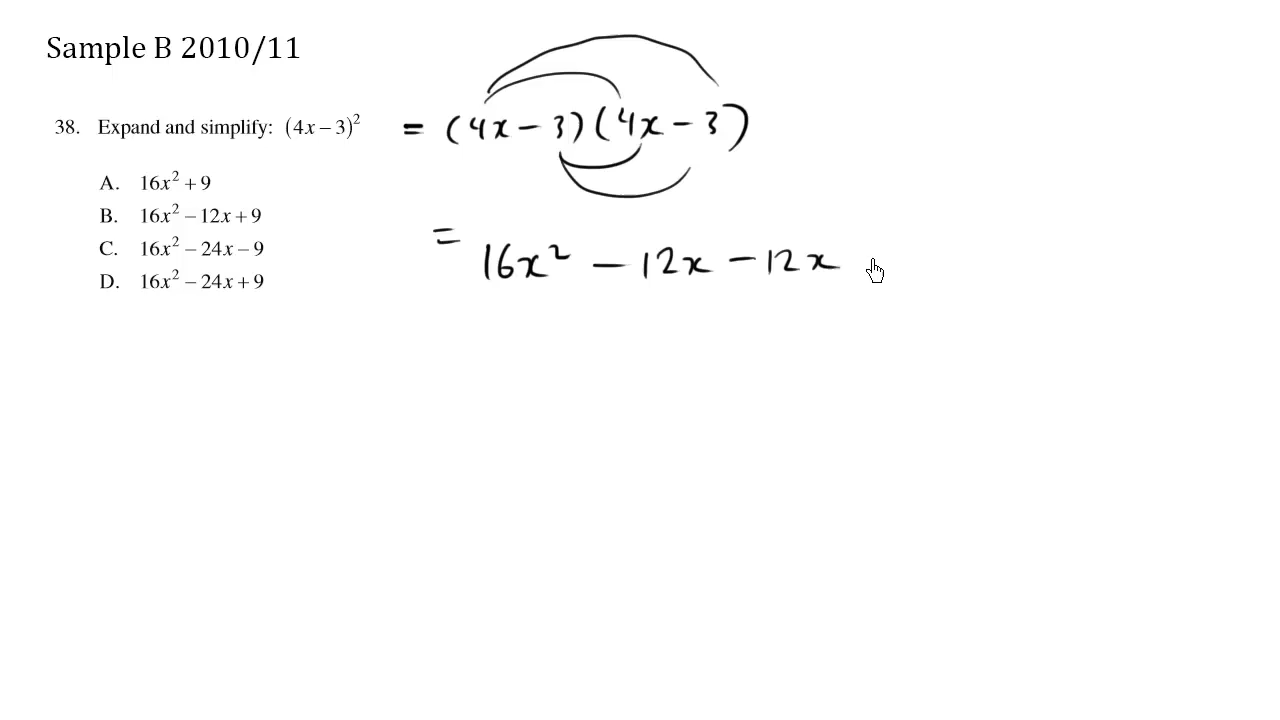 Sample B 2010/11
38. Expand and simplify: (4x – 3)² = (4x – 3)(4x – 3)
A. 16x² + 9
B. 16x² – 12x + 9
C. 16x² – 24x – 9
D. 16x² – 24x + 9
= 16x² – 12x – 12x